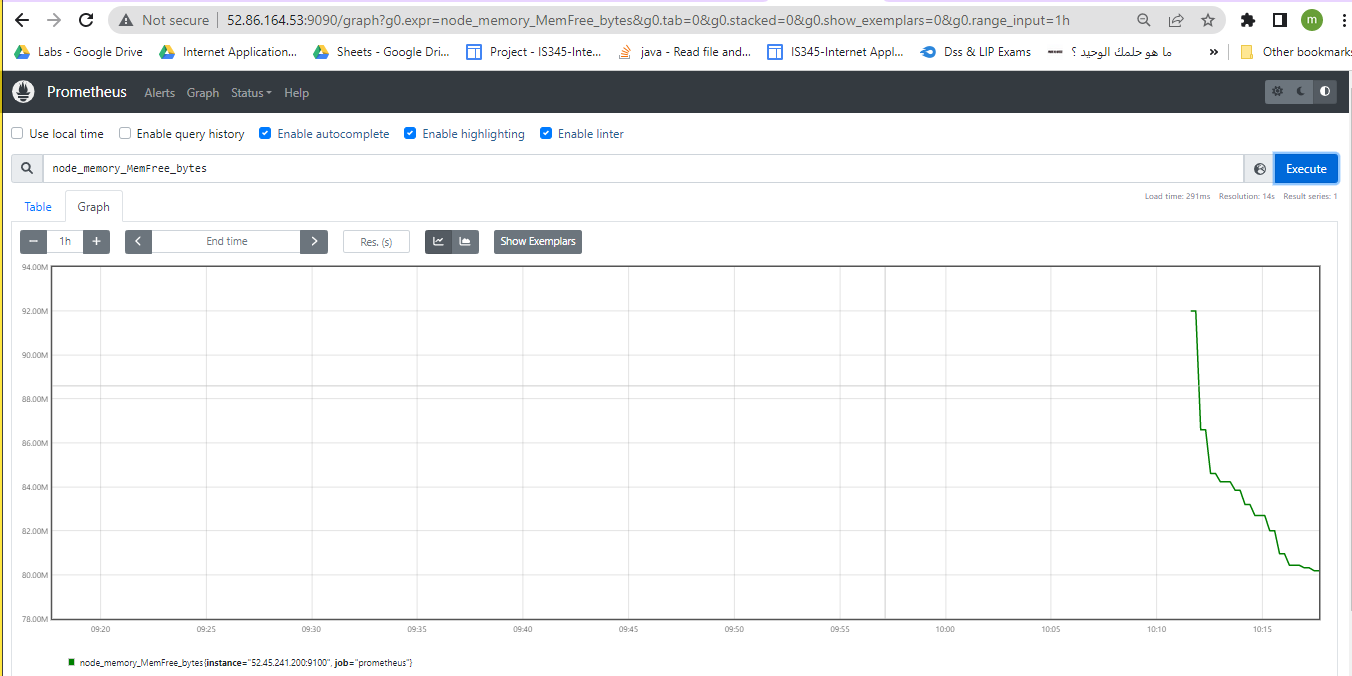 Not secure 52.86.164.53:9090/graph?g0.expr=node_memory_MemFree_bytes&g0.tab=0&g0.stacked=0&g0.show_exemplars=0&g0.range_input=1h m
Labs - Google Drive Internet Application... Sheets - Google Dri... Project - IS345-Inte... java - Read file and... IS345-Internet Appl... Dss & LIP Exams ما هو حلمك الوحيد ؟ » Other bookmarks
Prometheus Alerts Graph Status Help
Use local time Enable query history Enable autocomplete Enable highlighting Enable linter
node_memory_MemFree_bytes Execute
Load time: 291ms Resolution: 14s Result series: 1
Table Graph
1h End time Res. (s) Show Exemplars
94.00M
92.00M
90.00M
88.00M
86.00M
84.00M
82.00M
80.00M
78.00M
09:20 09:25 09:30 09:35 09:40 09:45 09:50 09:55 10:00 10:05 10:10 10:15
node_memory_MemFree_bytes{instance="52.45.241.200:9100", job="prometheus"}